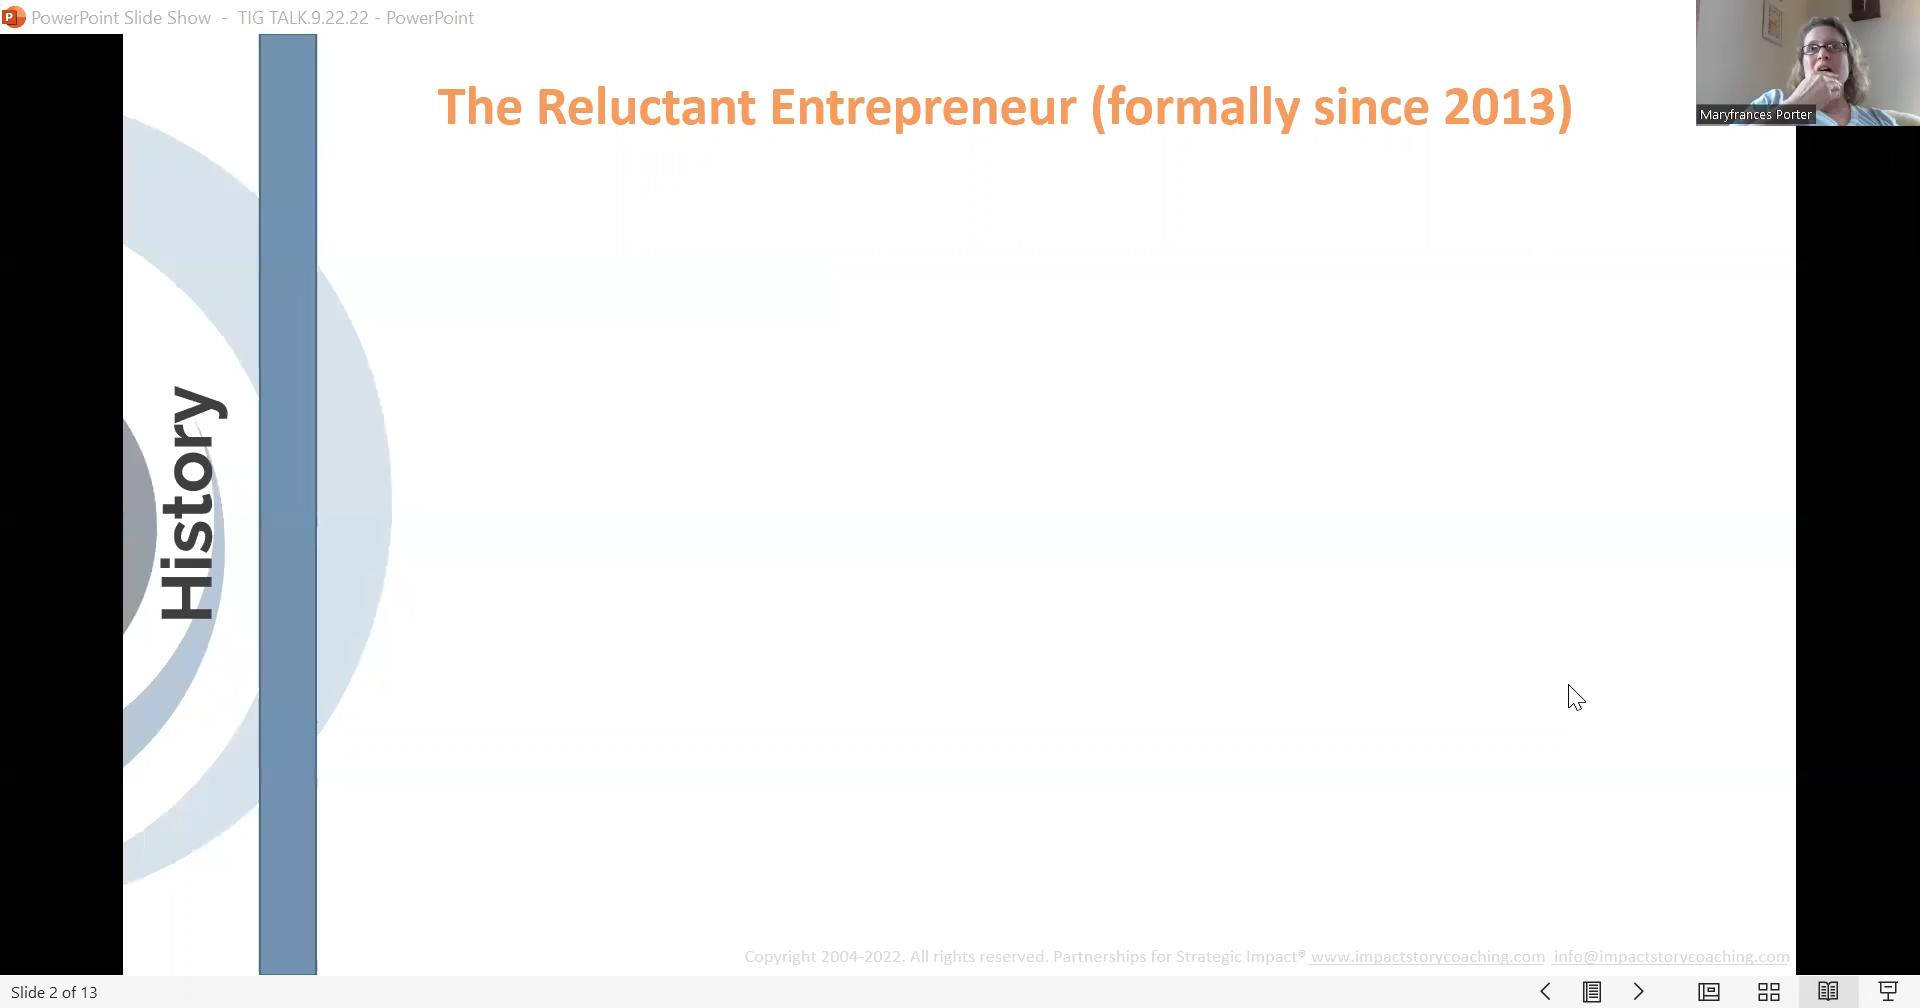 PowerPoint Slide Show - TIG TALK.9.22.22 - PowerPoint
The Reluctant Entrepreneur (formally since 2013)
Maryfrances Porter
History
Copyright 2004-2022. All rights reserved. Partnerships for Strategic Impact® www.impactstorycoaching.com info@impactstorycoaching.com
Slide 2 of 13